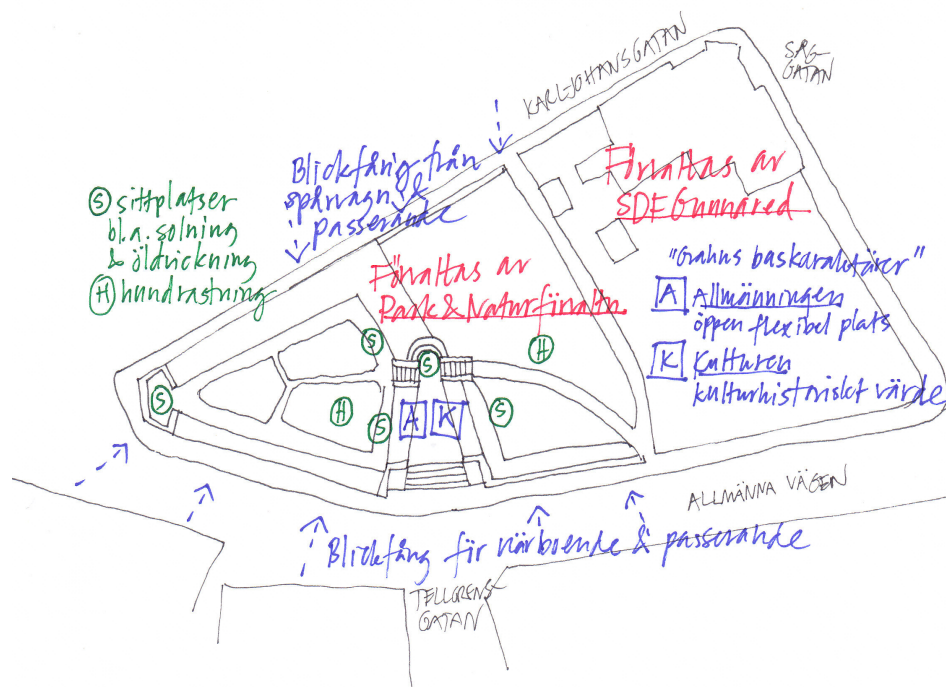 KARL JOHANSGATAN
SÅG-
GATAN
Blickfång från
spårvagn &
passerande
Förvaltas av
SDF Gunnared
S sittplatser
bl.a. solning
& öldrickning
H hundrastning
Förvaltas av
Park & Naturförvaltn.
"Grahns baskaraktärer"
A Allmänningen
öppen flexibel plats
K Kulturen
kulturhistoriskt värde
S
H
S
S
H
S
A
K
S
ALLMÄNNA VÄGEN
Blickfång för närboende & passerande
TELLGRENS-
GATAN